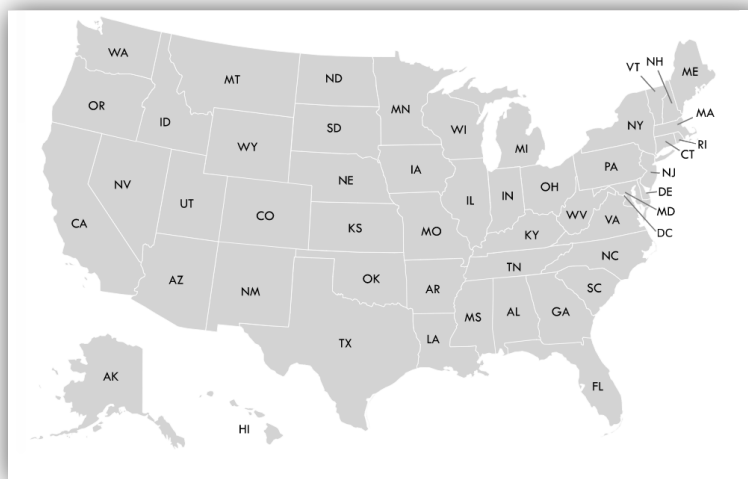 WA
MT
ND
MN
VT
NH
ME
OR
ID
SD
WI
MI
NY
MA
WY
RI
CT
IA
PA
NJ
NE
NV
UT
CO
IL
IN
OH
DE
MD
DC
CA
KS
MO
WV
VA
KY
NC
AZ
NM
OK
AR
TN
SC
MS
AL
GA
TX
LA
AK
FL
HI